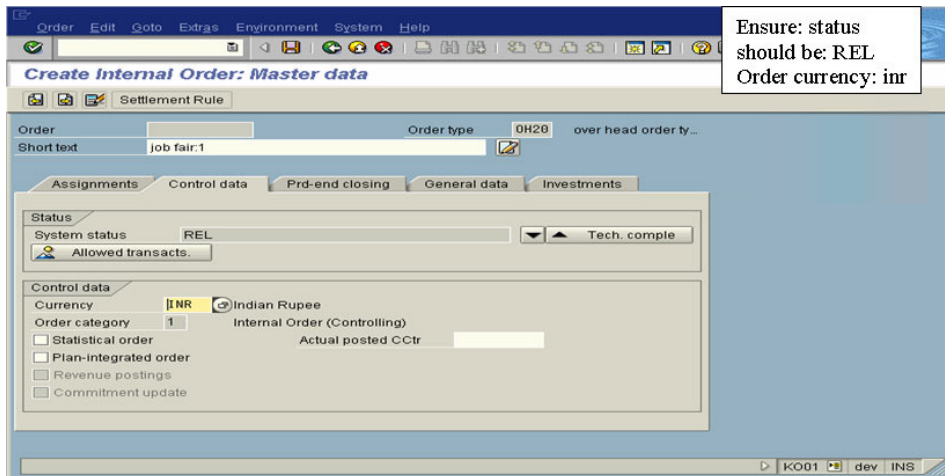 Order Edit Goto Extras Environment System Help
Ensure: status
should be: REL
Order currency: inr
Create Internal Order: Master data
Settlement Rule
Order Order type OH20 over head order ty...
Short text job fair:1
Assignments Control data Prd-end closing General data Investments
Status
System status REL Tech. comple
Allowed transacts.
Control data
Currency INR Indian Rupee
Order category 1 Internal Order (Controlling)
Statistical order Actual posted CCtr
Plan-integrated order
Revenue postings
Commitment update
KO01 dev INS